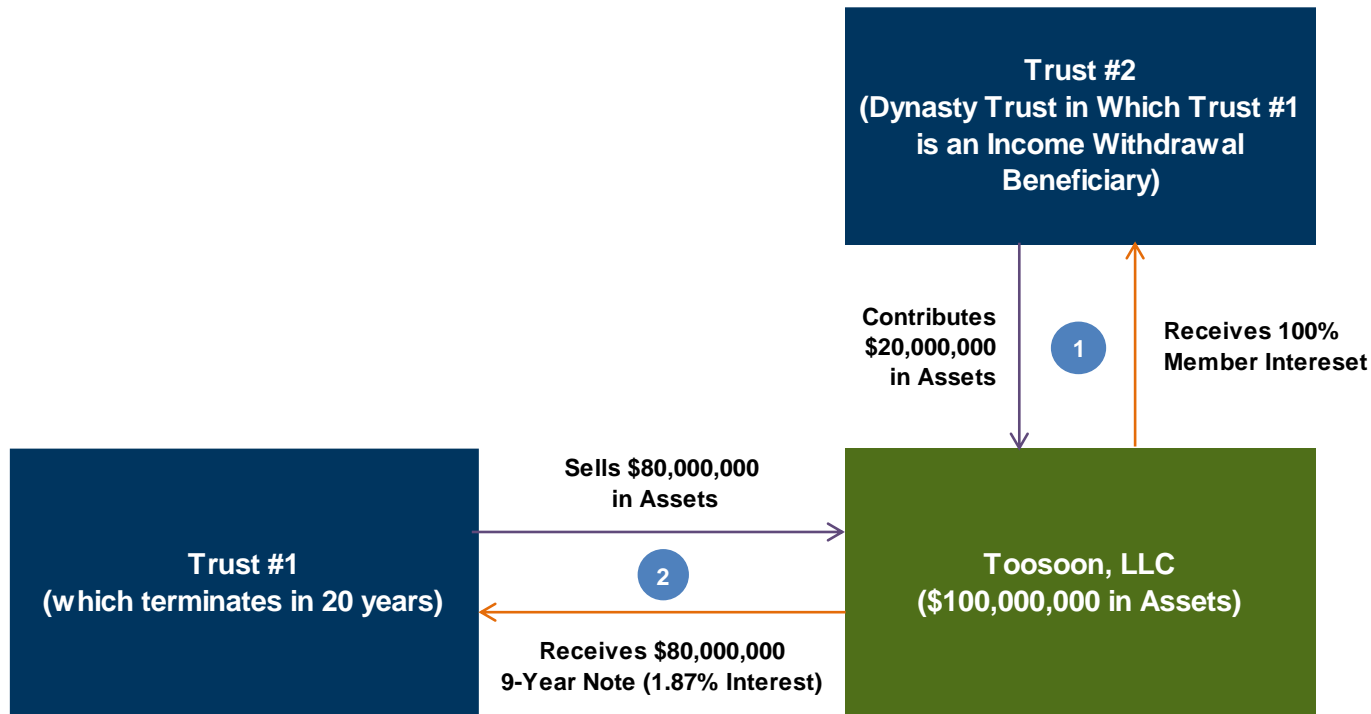 Trust #2
(Dynasty Trust in Which Trust #1
is an Income Withdrawal
Beneficiary)
Contributes
$20,000,000
in Assets
1
Receives 100%
Member Intereset
Sells $80,000,000
in Assets
Trust #1
(which terminates in 20 years)
2
Toosoon, LLC
($100,000,000 in Assets)
Receives $80,000,000
9-Year Note (1.87% Interest)